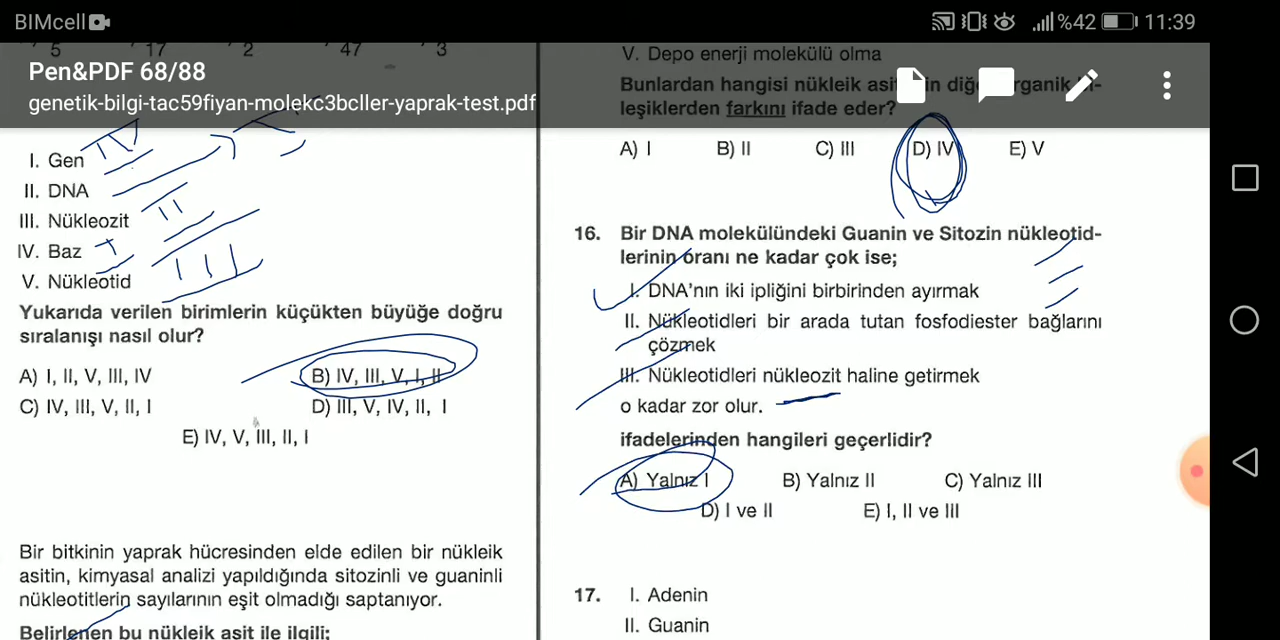 BIMcell
%42
11:39
5 17 2 47 3
Pen&PDF 68/88
genetik-bilgi-tac59fiyan-molekc3bcller-yaprak-test.pdf
I. Gen IV
II. DNA
III. Nükleozit II
IV. Baz I
V. Nükleotid III
Yukarıda verilen birimlerin küçükten büyüğe doğru
sıralanışı nasıl olur?
A) I, II, V, III, IV
B) IV, III, V, I, II
C) IV, III, V, II, I
D) III, V, IV, II, I
E) IV, V, III, II, I
Bir bitkinin yaprak hücresinden elde edilen bir nükleik
asitin, kimyasal analizi yapıldığında sitozinli ve guaninli
nükleotitlerin sayılarının eşit olmadığı saptanıyor.
Belirlenen bu nükleik asit ile ilgili;
V. Depo enerji molekülü olma
Bunlardan hangisi nükleik asit
leşiklerden farkını ifade eder?
A) I B) II C) III D) IV E) V
16. Bir DNA molekülündeki Guanin ve Sitozin nükleotid-
lerinin oranı ne kadar çok ise;
I. DNA'nın iki ipliğini birbirinden ayırmak
II. Nükleotidleri bir arada tutan fosfodiester bağlarını
çözmek
III. Nükleotidleri nükleozit haline getirmek
o kadar zor olur.
ifadelerinden hangileri geçerlidir?
A) Yalnız I B) Yalnız II C) Yalnız III
D) I ve II E) I, II ve III
17. I. Adenin
II. Guanin